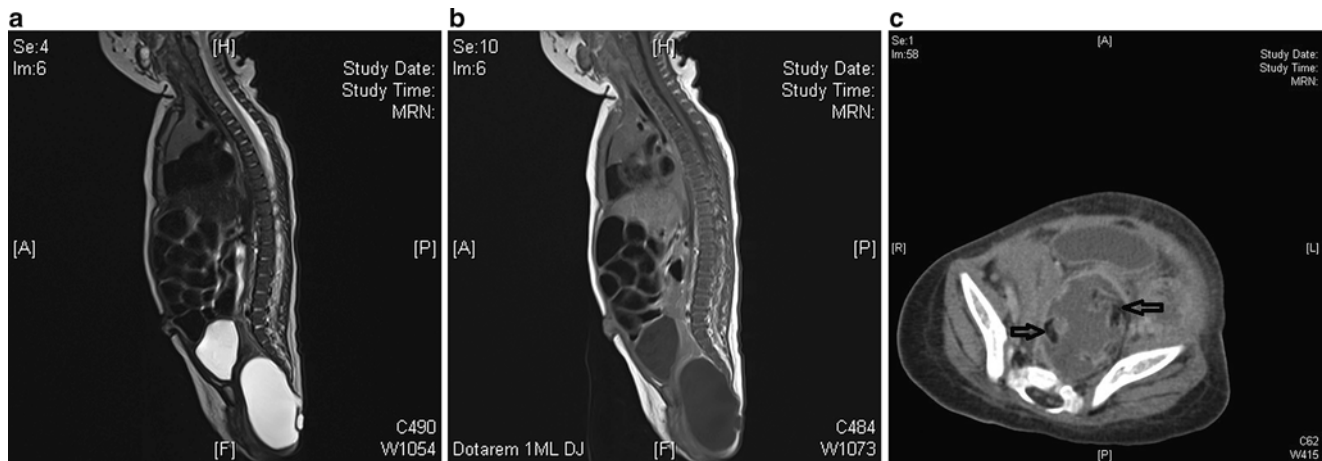 a
Se:4
Im:6
[H]
Study Date:
Study Time:
MRN:
[A]
[P]
[F]
C490
W1054
b
Se:10
Im:6
[H]
Study Date:
Study Time:
MRN:
[A]
[P]
Dotarem 1ML DJ
[F]
C484
W1073
c
Se:1
Im:58
[A]
Study Date:
Study Time:
MRN:
[R]
[L]
[P]
C62
W415